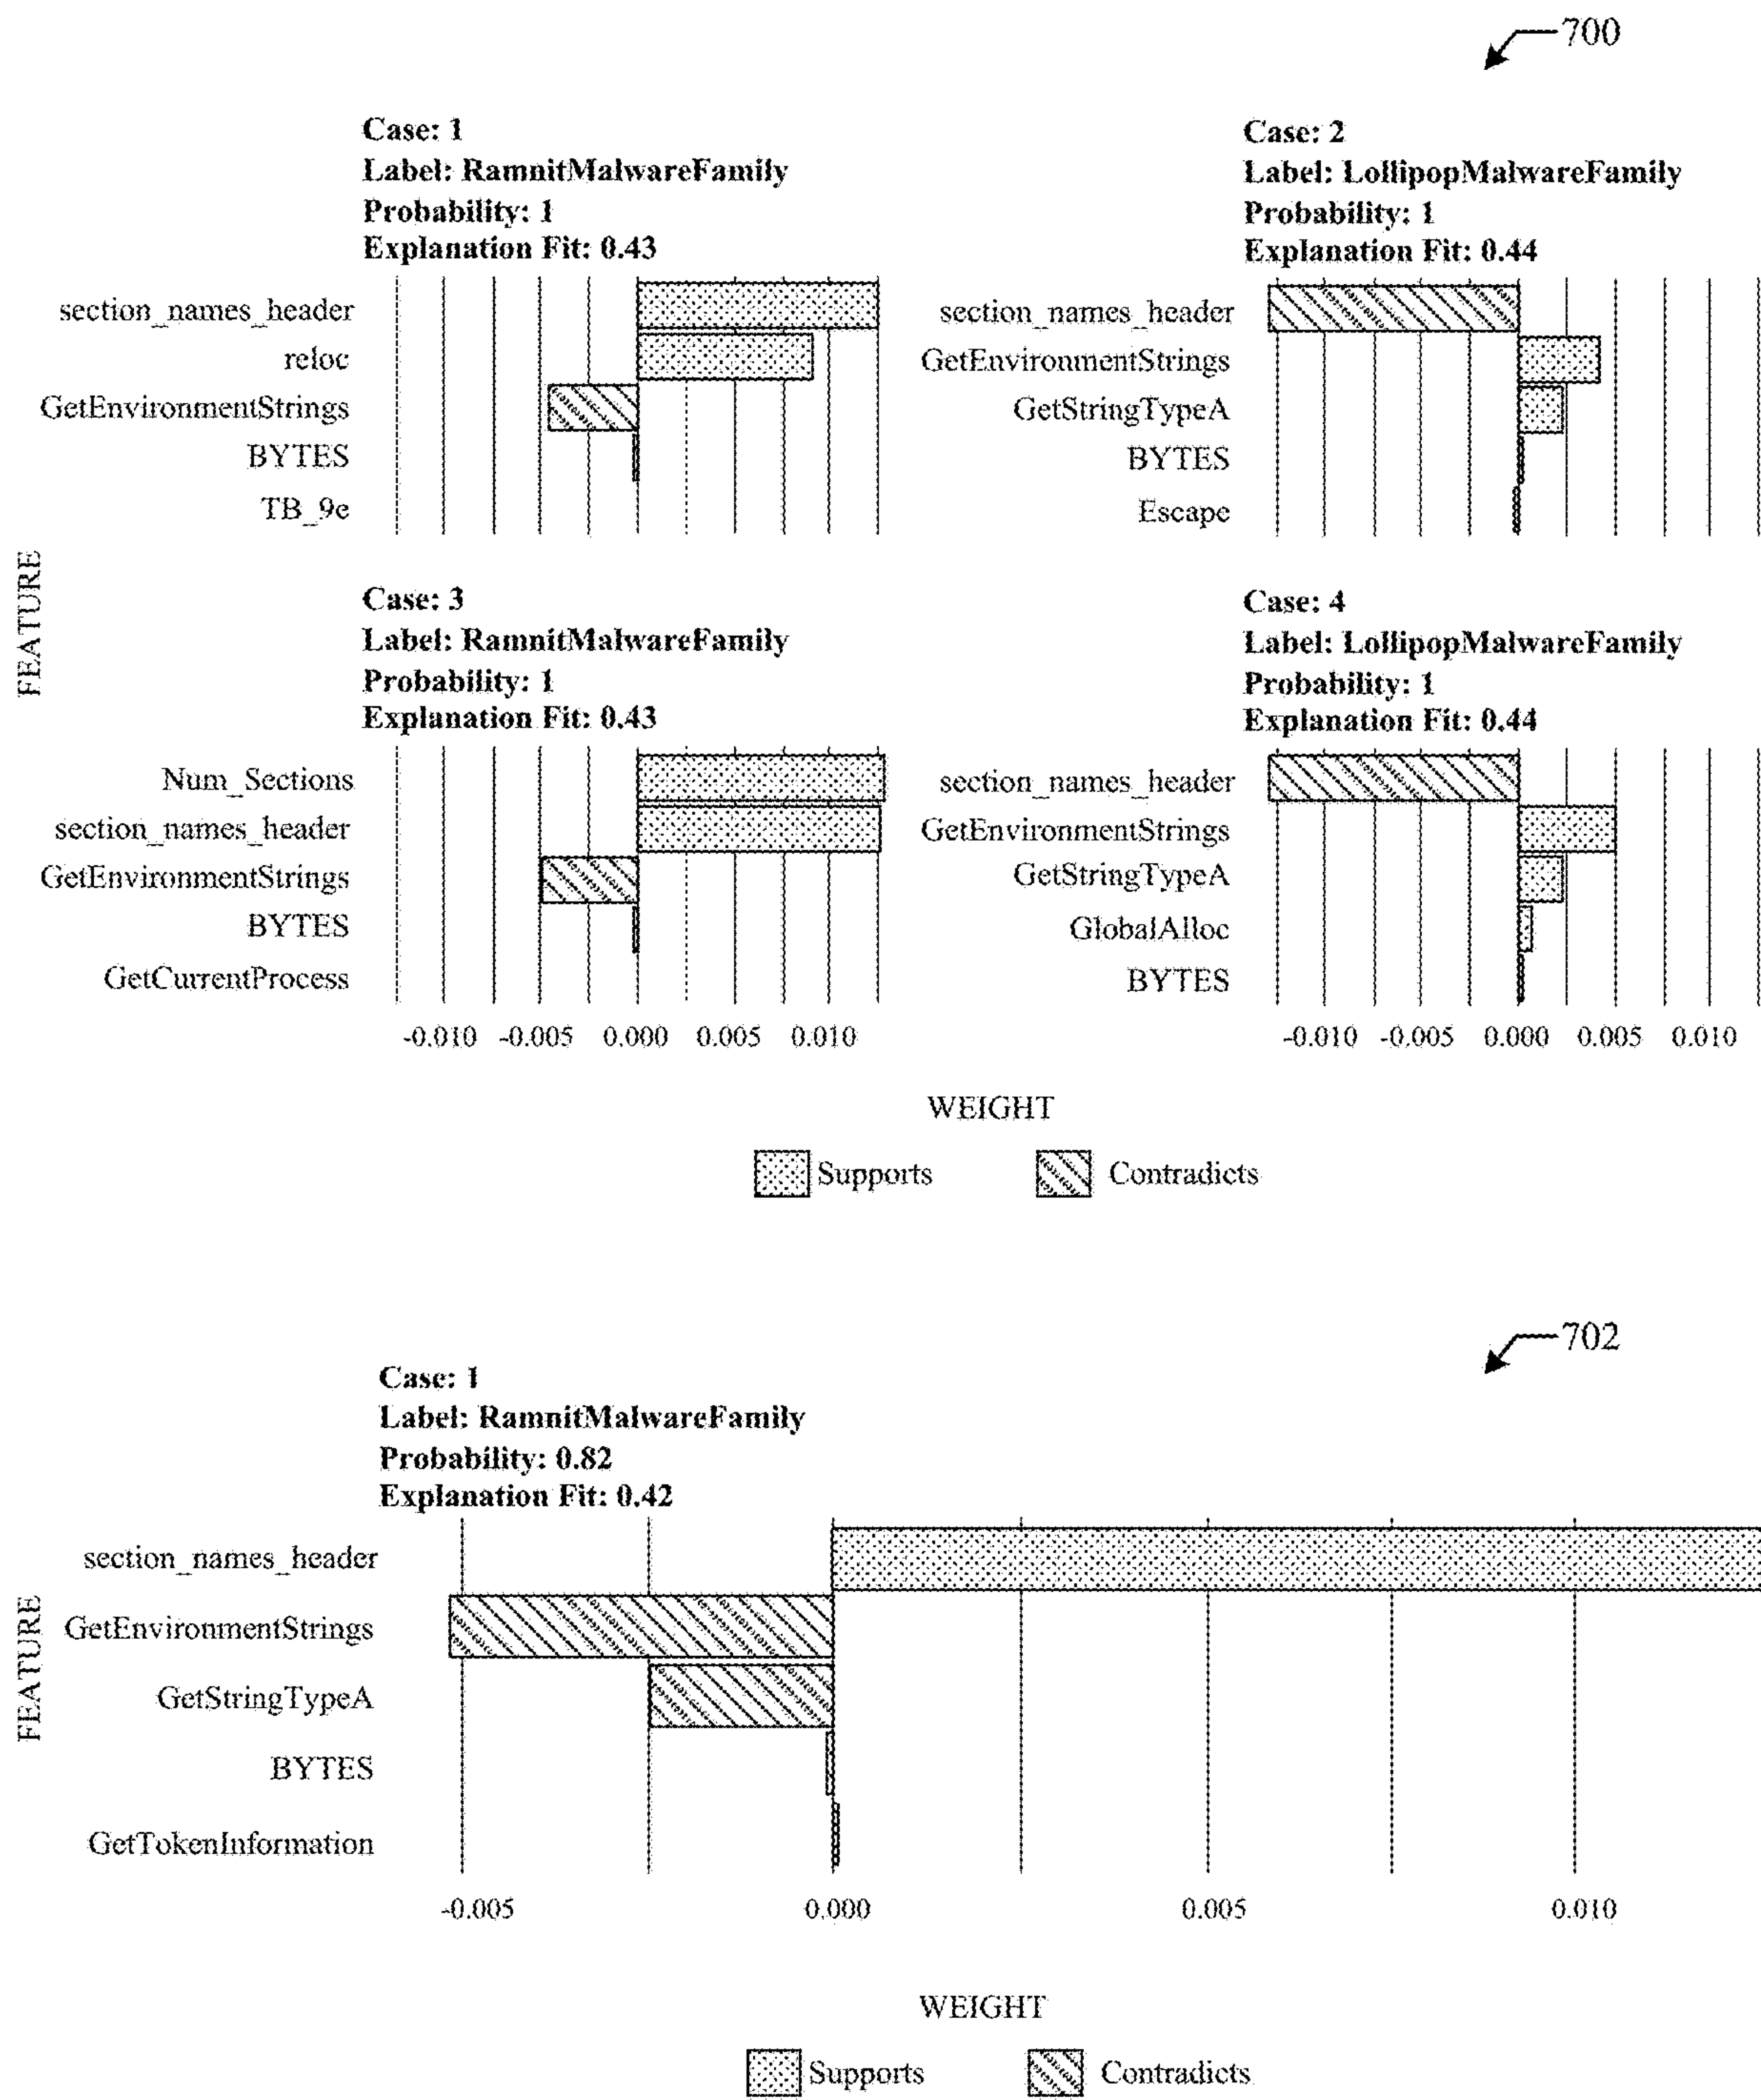 700
Case: 1
Label: RamnitMalwareFamily
Probability: 1
Explanation Fit: 0.43
section_names_header
reloc
GetEnvironmentStrings
BYTES
TB_9e
Case: 2
Label: LollipopMalwareFamily
Probability: 1
Explanation Fit: 0.44
section_names_header
GetEnvironmentStrings
GetStringTypeA
BYTES
Escape
FEATURE
Case: 3
Label: RamnitMalwareFamily
Probability: 1
Explanation Fit: 0.43
Num_Sections
section_names_header
GetEnvironmentStrings
BYTES
GetCurrentProcess
-0.010 -0.005 0.000 0.005 0.010
Case: 4
Label: LollipopMalwareFamily
Probability: 1
Explanation Fit: 0.44
section_names_header
GetEnvironmentStrings
GetStringTypeA
GlobalAlloc
BYTES
-0.010 -0.005 0.000 0.005 0.010
WEIGHT
Supports Contradicts
702
Case: 1
Label: RamnitMalwareFamily
Probability: 0.82
Explanation Fit: 0.42
FEATURE
section_names_header
GetEnvironmentStrings
GetStringTypeA
BYTES
GetTokenInformation
-0.005 0.000 0.005 0.010
WEIGHT
Supports Contradicts